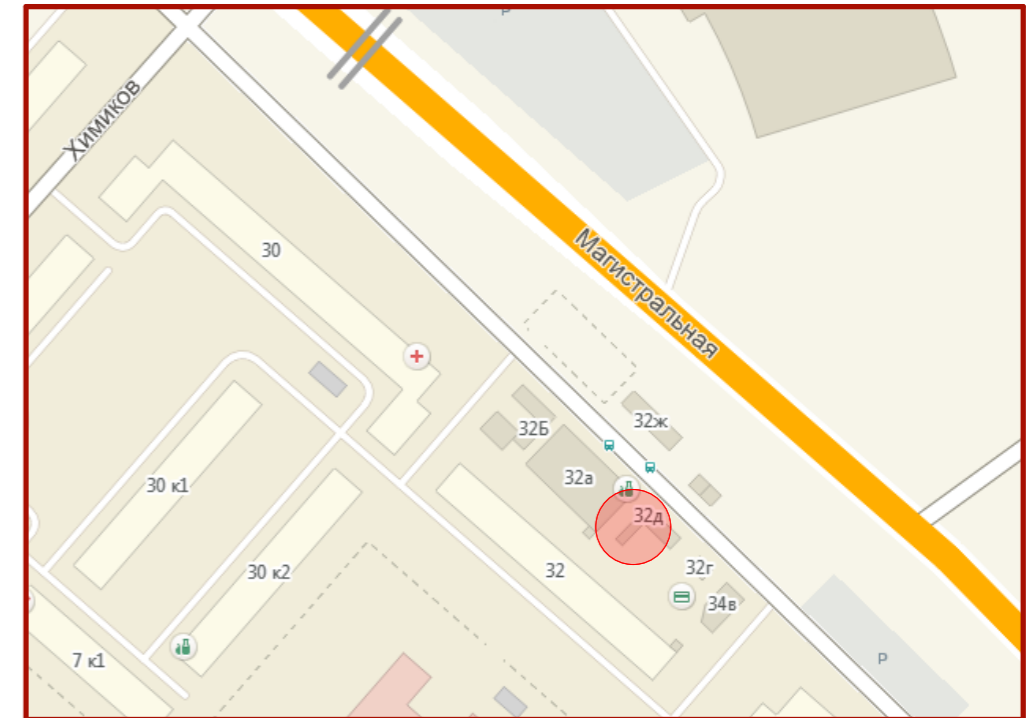 P
Химиков
30
Магистральная
32ж
32Б
32а
30 к1
32д
32
30 к2
32г
34в
7 к1
P